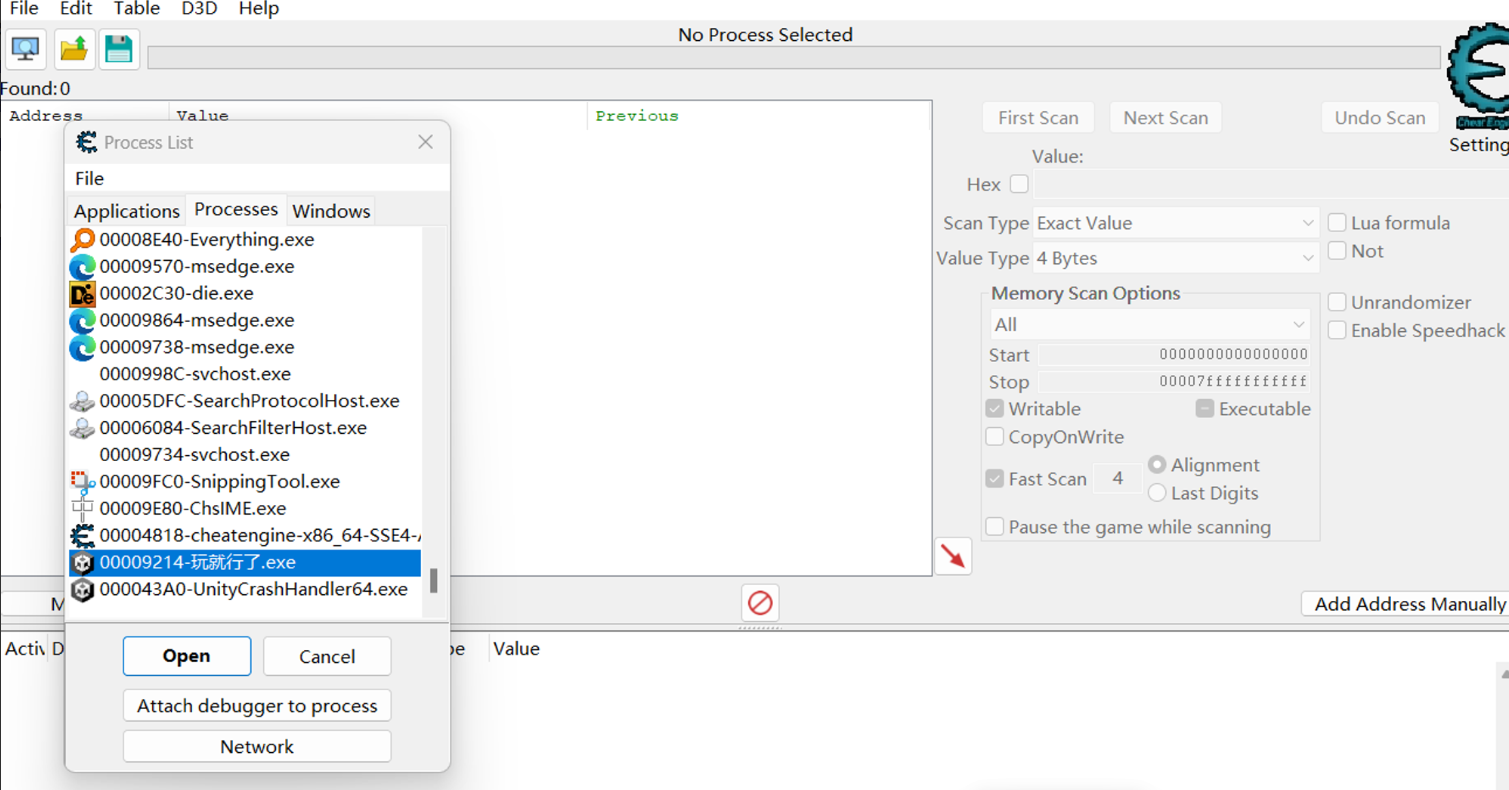 File Edit Table D3D Help
No Process Selected
Found: 0
Address Value Previous
First Scan Next Scan Undo Scan
Cheat Engi
Setting
Value:
Hex
Scan Type Exact Value Lua formula
Value Type 4 Bytes Not
Memory Scan Options
All
Unrandomizer
Enable Speedhack
Start 0000000000000000
Stop 00007fffffffffff
Writable Executable
CopyOnWrite
Fast Scan 4 Alignment
Last Digits
Pause the game while scanning
Process List
File
Applications Processes Windows
00008E40-Everything.exe
00009570-msedge.exe
00002C30-die.exe
00009864-msedge.exe
00009738-msedge.exe
0000998C-svchost.exe
00005DFC-SearchProtocolHost.exe
00006084-SearchFilterHost.exe
00009734-svchost.exe
00009FC0-SnippingTool.exe
00009E80-ChsIME.exe
00004818-cheatengine-x86_64-SSE4-
00009214-玩就行了.exe
000043A0-UnityCrashHandler64.exe
Open Cancel
Attach debugger to process
Network
M
Add Address Manually
Activ D pe Value